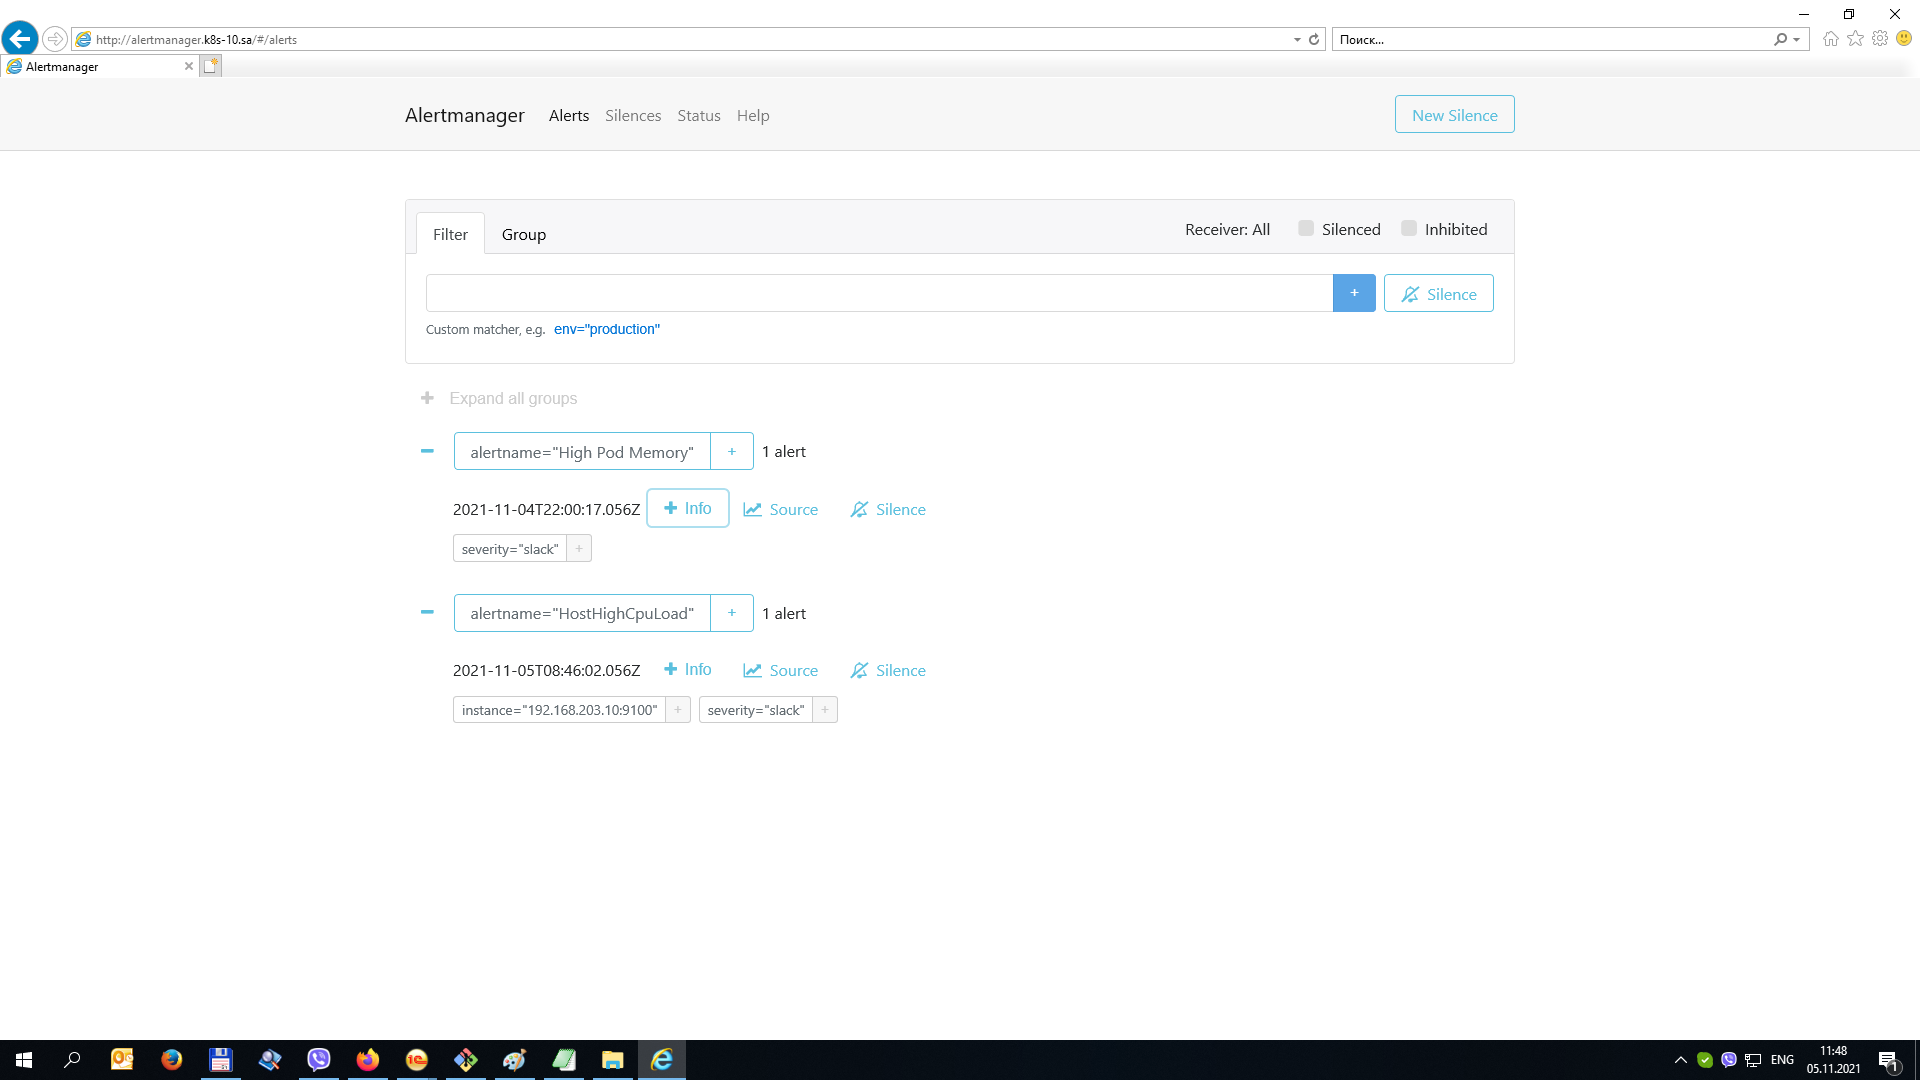 http://alertmanager.k8s-10.sa/#/alerts
Поиск...
Alertmanager
Alertmanager Alerts Silences Status Help New Silence
Filter Group Receiver: All Silenced Inhibited
+ Silence
Custom matcher, e.g. env="production"
+ Expand all groups
alertname="High Pod Memory" + 1 alert
2021-11-04T22:00:17.056Z + Info Source Silence
severity="slack" +
alertname="HostHighCpuLoad" + 1 alert
2021-11-05T08:46:02.056Z + Info Source Silence
instance="192.168.203.10:9100" + severity="slack" +
ENG
11:48
05.11.2021
1